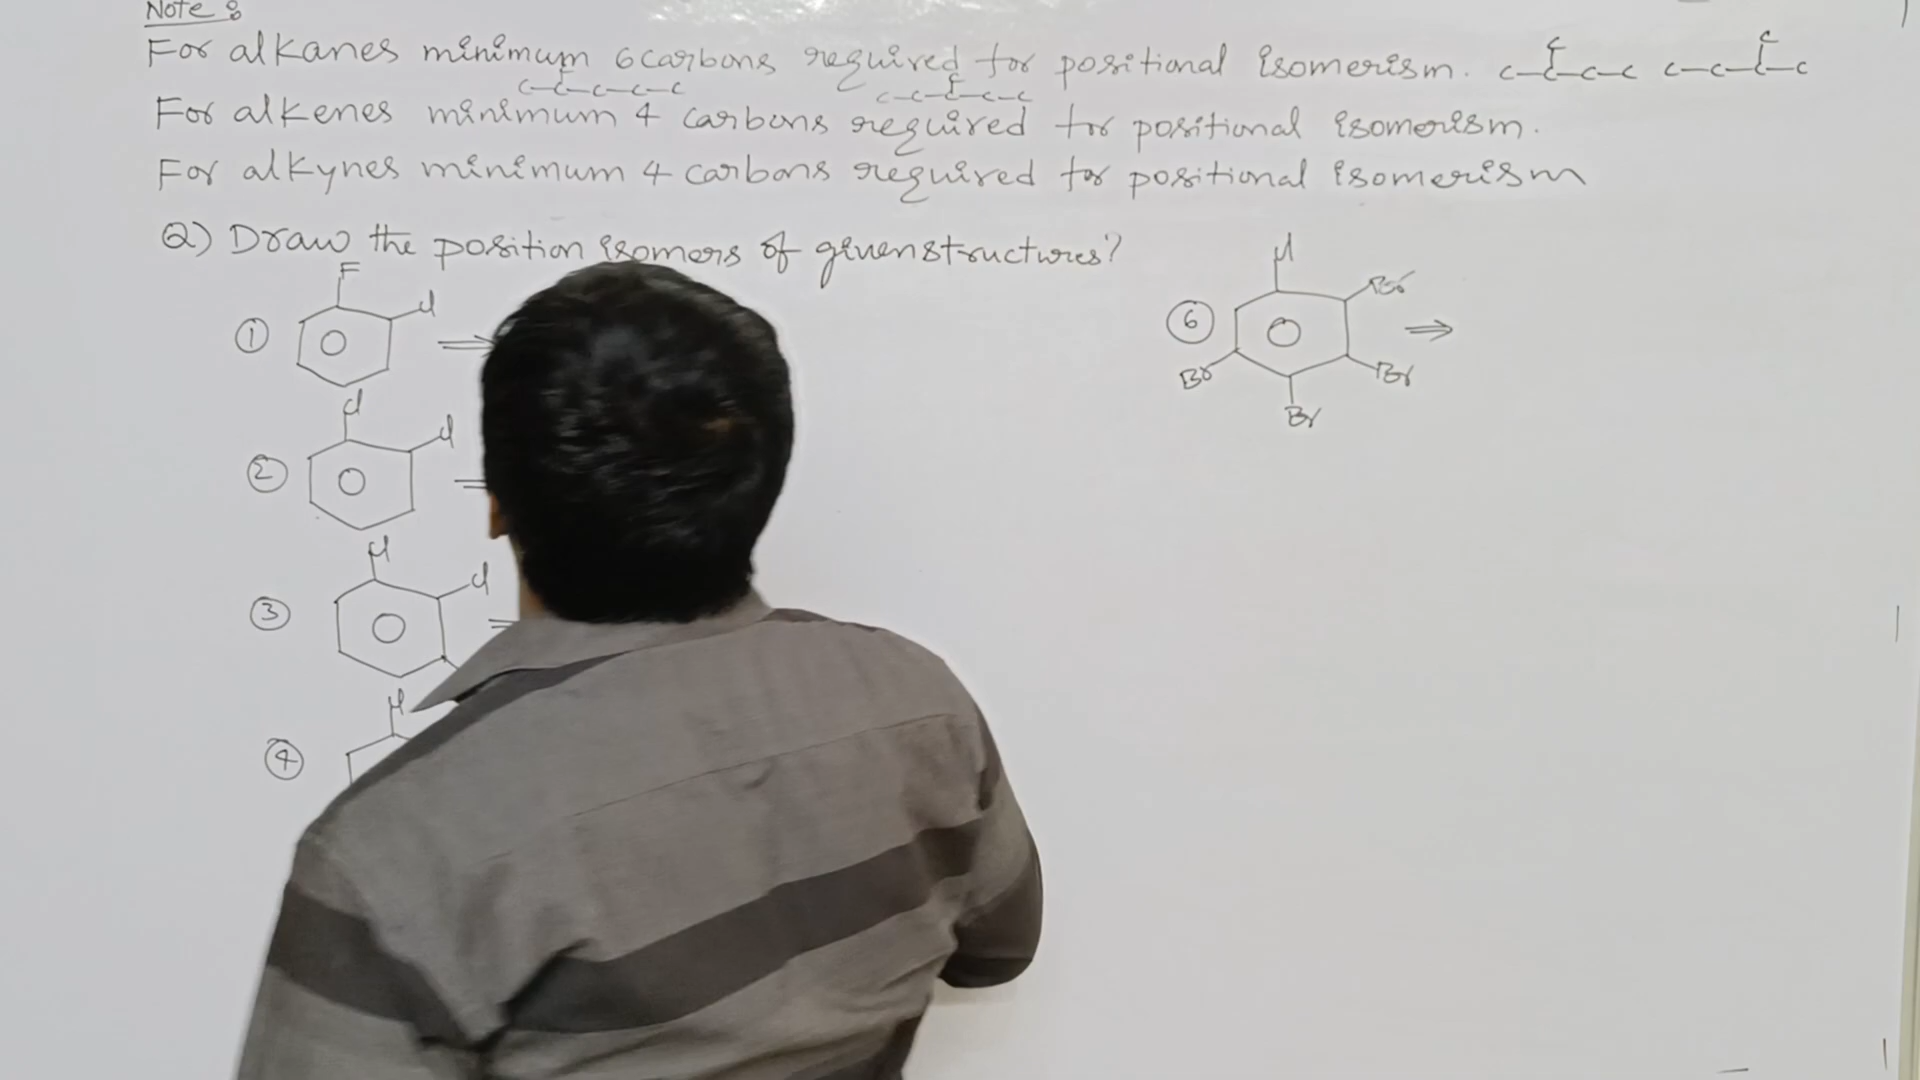 Note :
For alkanes minimum 6 carbons required for positional isomerism. C-C-C-C C-C-C-C
C C
C-C-C-C-C C-C-C-C-C
C C
For alkenes minimum 4 carbons required for positional isomerism.
For alkynes minimum 4 carbons required for positional isomerism
Q) Draw the position isomers of given structures?
① F Cl ⇒
② Cl Cl
③ Cl Cl
④ Cl
⑥ Cl Br Br Br Br ⇒